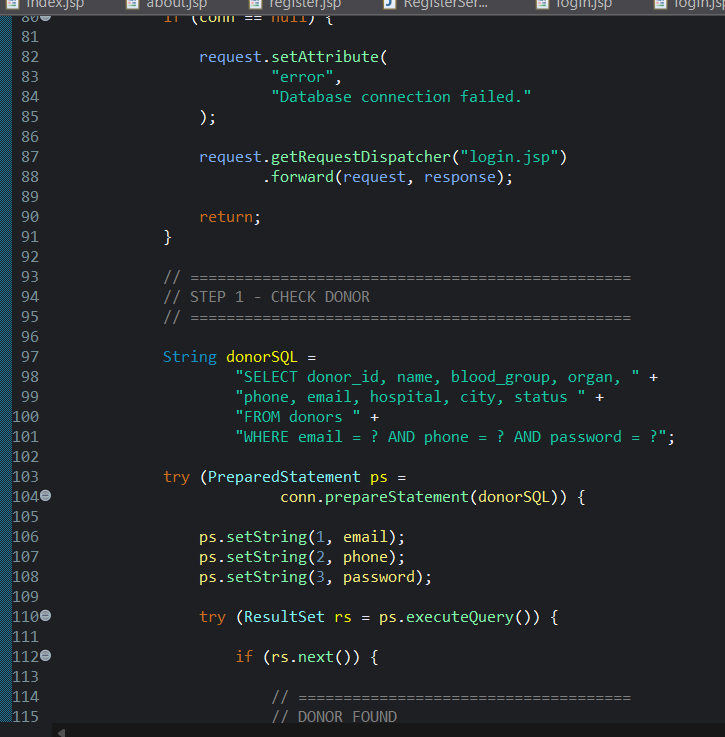 index.jsp about.jsp register.jsp RegisterSer... login.jsp login.jsp
80 if (conn == null) {
81
82 request.setAttribute(
83 "error",
84 "Database connection failed."
85 );
86
87 request.getRequestDispatcher("login.jsp")
88 .forward(request, response);
89
90 return;
91 }
92
93 // =================================================
94 // STEP 1 - CHECK DONOR
95 // =================================================
96
97 String donorSQL =
98 "SELECT donor_id, name, blood_group, organ, " +
99 "phone, email, hospital, city, status " +
100 "FROM donors " +
101 "WHERE email = ? AND phone = ? AND password = ?";
102
103 try (PreparedStatement ps =
104 conn.prepareStatement(donorSQL)) {
105
106 ps.setString(1, email);
107 ps.setString(2, phone);
108 ps.setString(3, password);
109
110 try (ResultSet rs = ps.executeQuery()) {
111
112 if (rs.next()) {
113
114 // =====================================
115 // DONOR FOUND